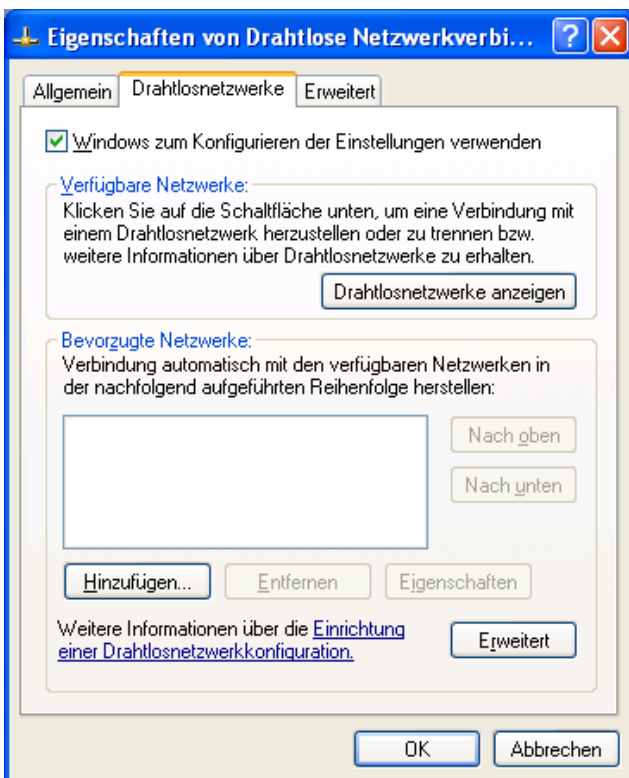 Eigenschaften von Drahtlose Netzwerkverbi...
Allgemein Drahtlosnetzwerke Erweitert
Windows zum Konfigurieren der Einstellungen verwenden
Verfügbare Netzwerke:
Klicken Sie auf die Schaltfläche unten, um eine Verbindung mit
einem Drahtlosnetzwerk herzustellen oder zu trennen bzw.
weitere Informationen über Drahtlosnetzwerke zu erhalten.
Drahtlosnetzwerke anzeigen
Bevorzugte Netzwerke:
Verbindung automatisch mit den verfügbaren Netzwerken in
der nachfolgend aufgeführten Reihenfolge herstellen:
Nach oben
Nach unten
Hinzufügen... Entfernen Eigenschaften
Weitere Informationen über die Einrichtung
einer Drahtlosnetzwerkkonfiguration.
Erweitert
OK Abbrechen